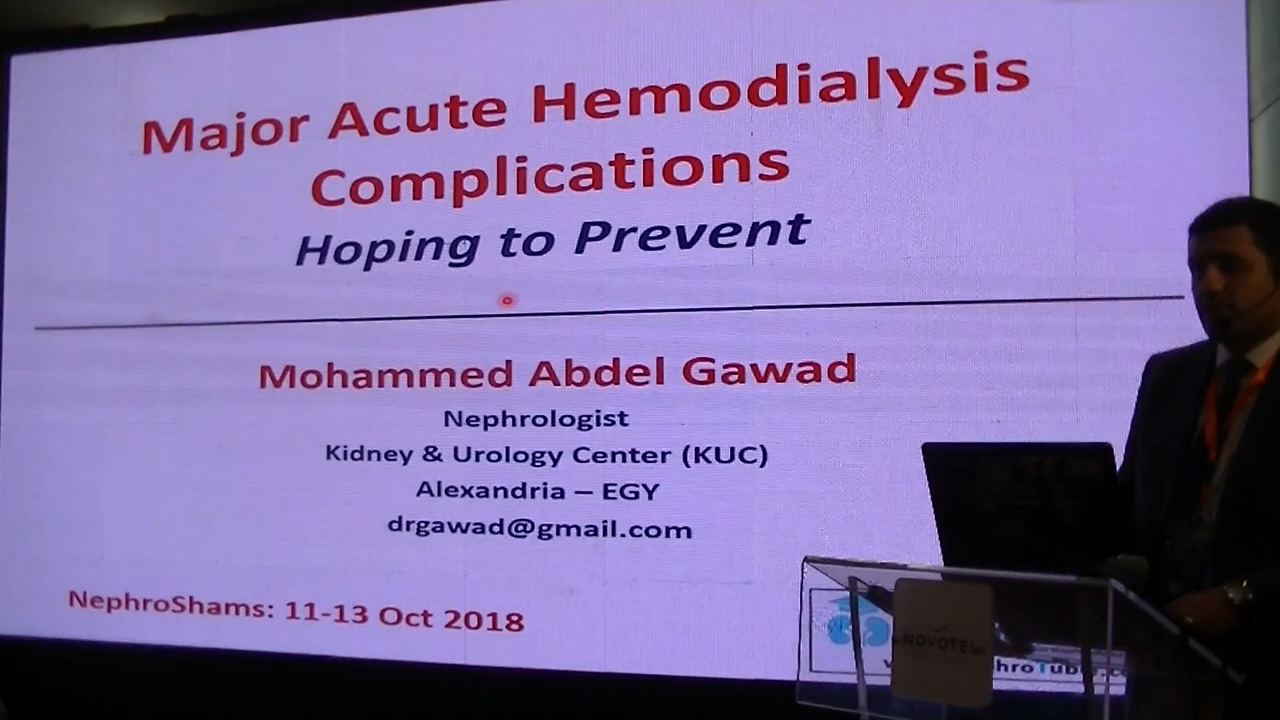 Major Acute Hemodialysis
Complications
Hoping to Prevent
Mohammed Abdel Gawad
Nephrologist
Kidney & Urology Center (KUC)
Alexandria – EGY
drgawad@gmail.com
NephroShams: 11-13 Oct 2018
NOVOTEL